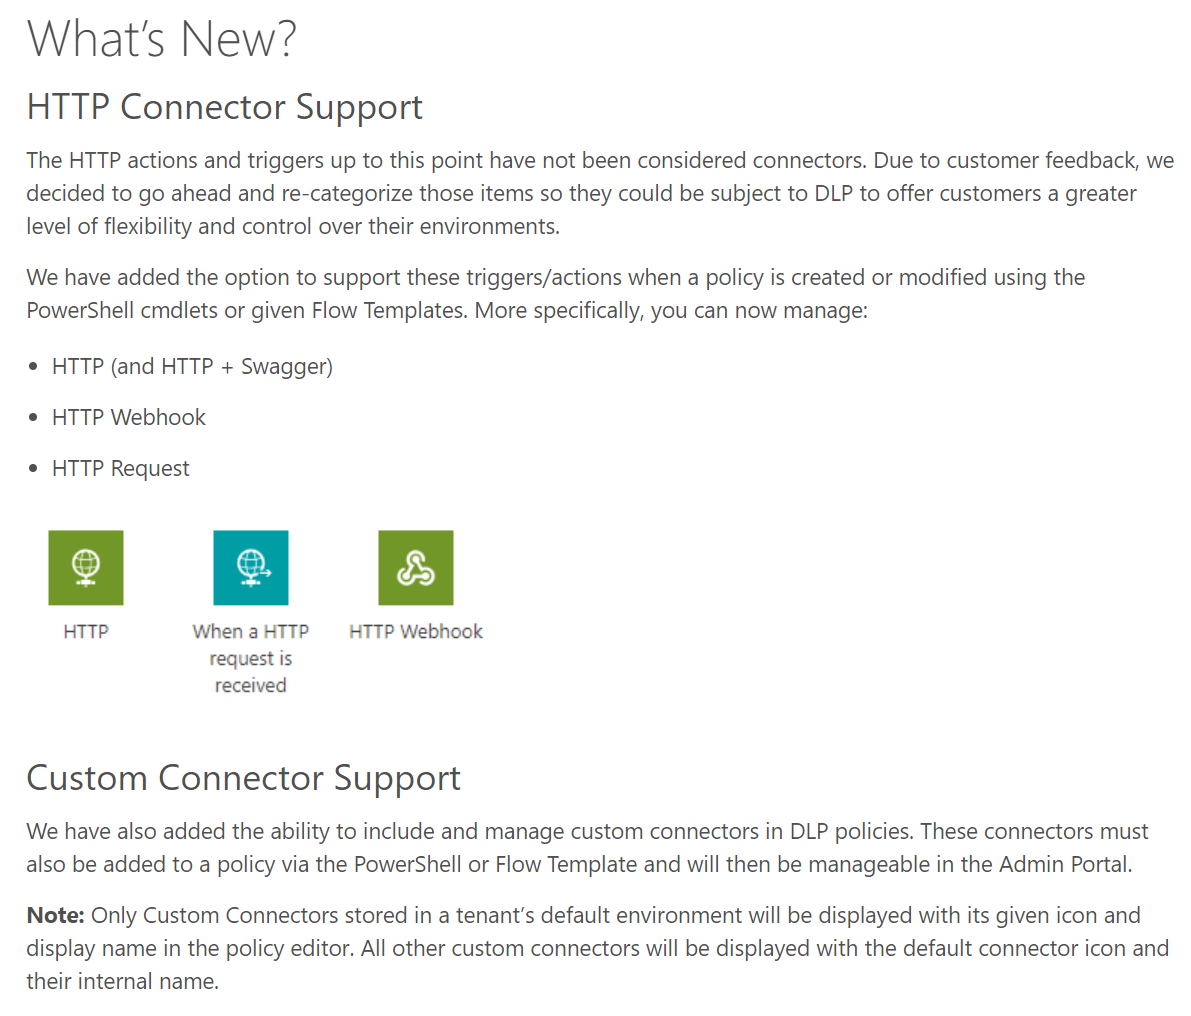 What's New?
HTTP Connector Support
The HTTP actions and triggers up to this point have not been considered connectors. Due to customer feedback, we
decided to go ahead and re-categorize those items so they could be subject to DLP to offer customers a greater
level of flexibility and control over their environments.
We have added the option to support these triggers/actions when a policy is created or modified using the
PowerShell cmdlets or given Flow Templates. More specifically, you can now manage:
• HTTP (and HTTP + Swagger)
• HTTP Webhook
• HTTP Request
HTTP
When a HTTP
request is
received
HTTP Webhook
Custom Connector Support
We have also added the ability to include and manage custom connectors in DLP policies. These connectors must
also be added to a policy via the PowerShell or Flow Template and will then be manageable in the Admin Portal.
Note: Only Custom Connectors stored in a tenant's default environment will be displayed with its given icon and
display name in the policy editor. All other custom connectors will be displayed with the default connector icon and
their internal name.